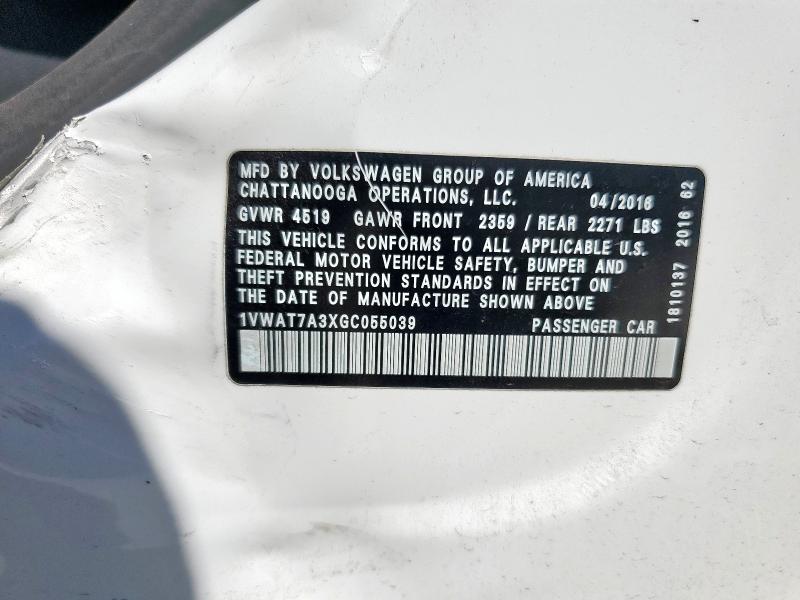 MFD BY VOLKSWAGEN GROUP OF AMERICA
CHATTANOOGA OPERATIONS, LLC. 04/2016
GVWR 4519 GAWR FRONT 2359 / REAR 2271 LBS
THIS VEHICLE CONFORMS TO ALL APPLICABLE U.S.
FEDERAL MOTOR VEHICLE SAFETY, BUMPER AND
THEFT PREVENTION STANDARDS IN EFFECT ON
THE DATE OF MANUFACTURE SHOWN ABOVE
1VWAT7A3XGC055039 PASSENGER CAR
1810137 2016 62